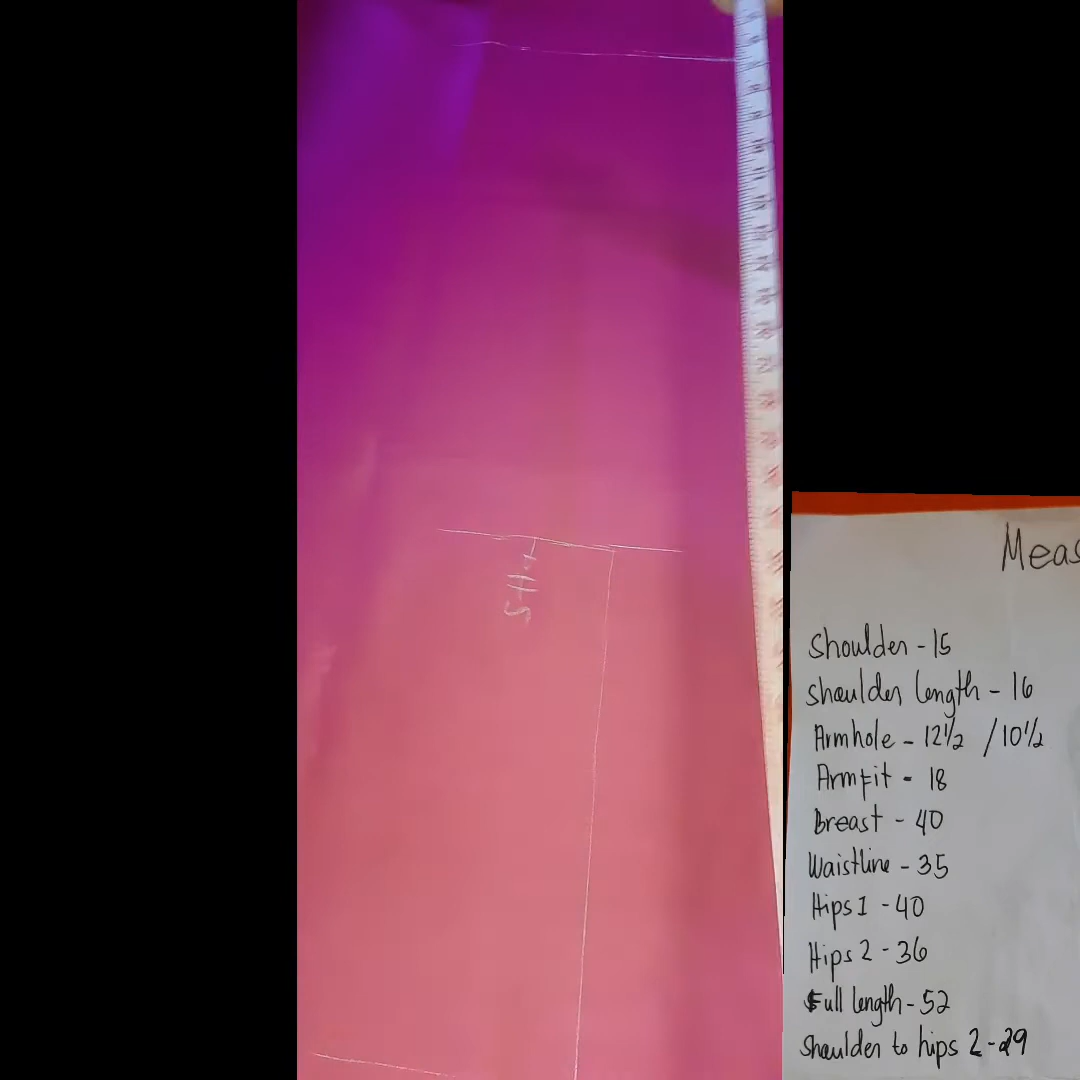 Meas
Shoulder - 15
Shoulder length - 16
Armhole - 12½ / 10½
Armpit - 18
Breast - 40
Waistline - 35
Hips 1 - 40
Hips 2 - 36
Full length - 52
Shoulder to hips 2 - 29